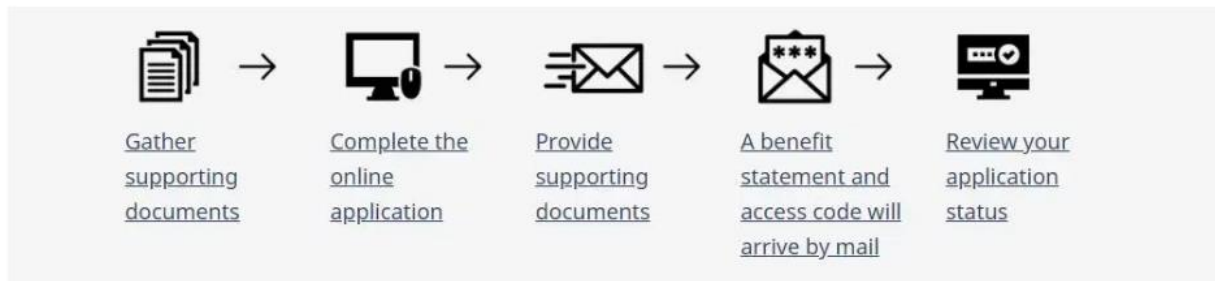 ***
Gather
supporting
documents
Complete the
online
application
Provide
supporting
documents
A benefit
statement and
access code will
arrive by mail
Review your
application
status